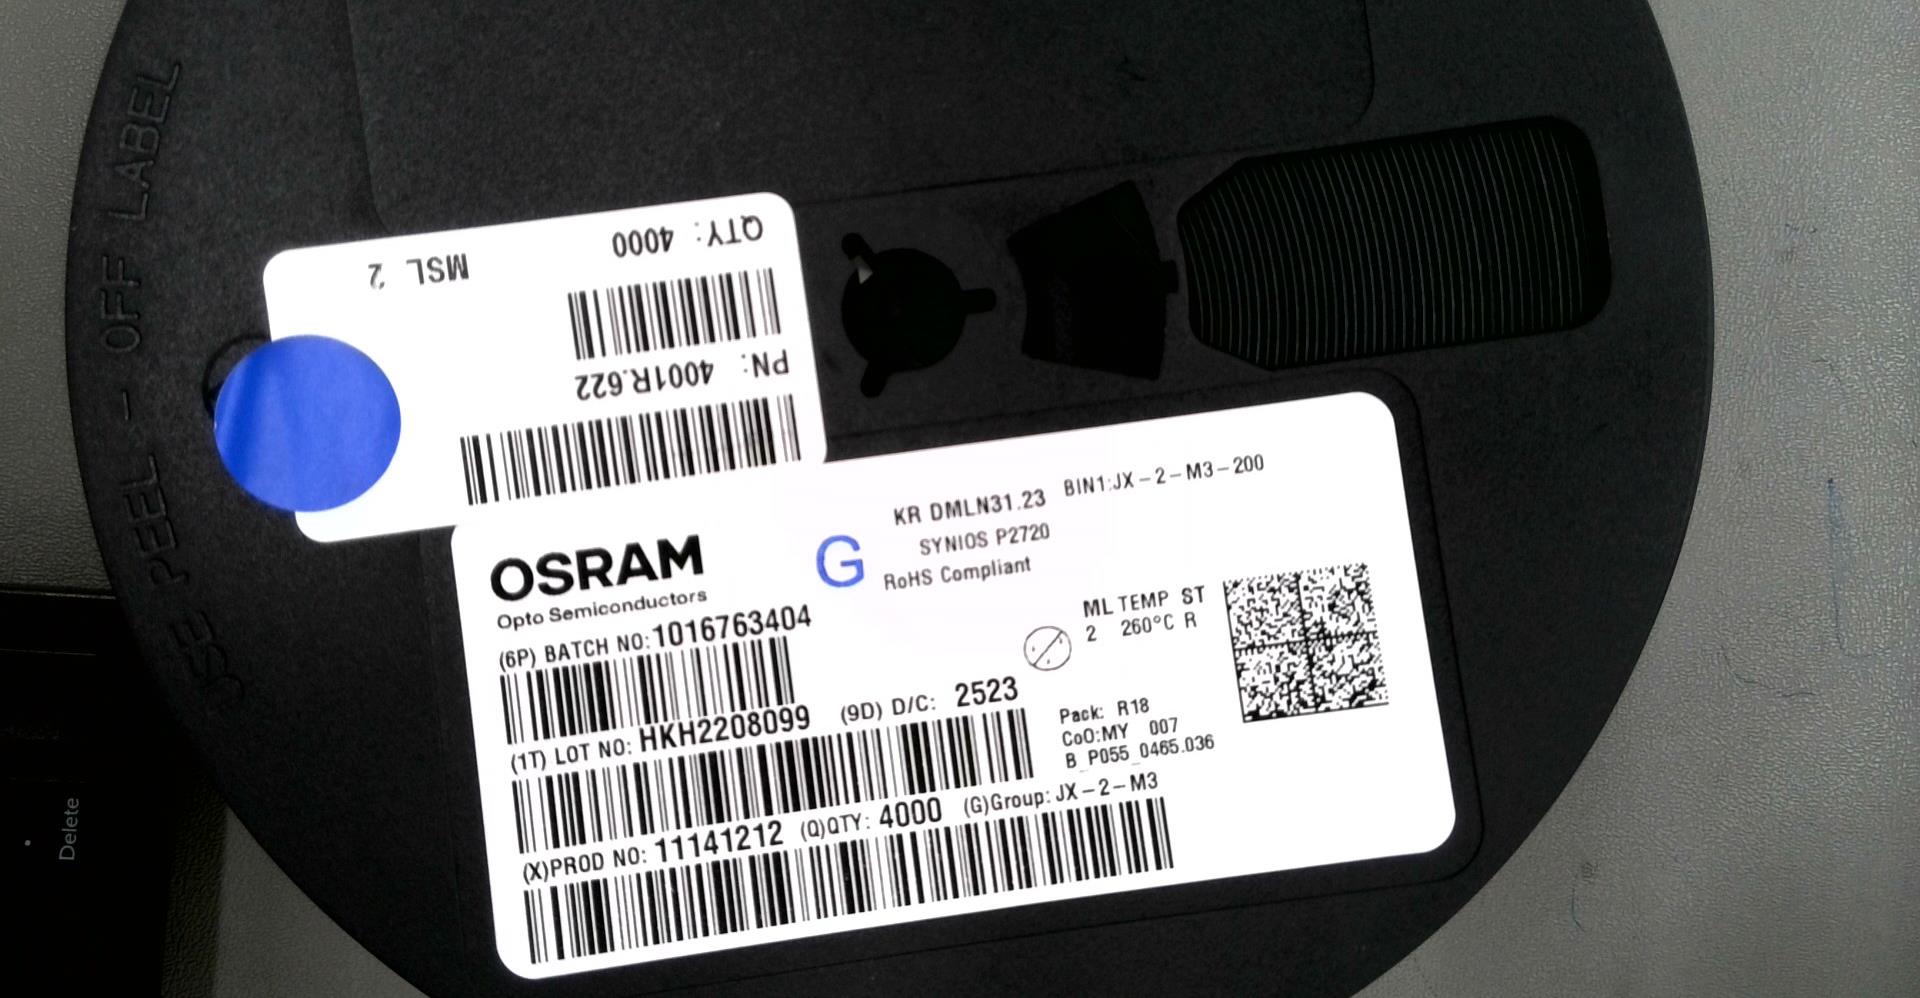 USE PEEL - OFF LABEL
QTY: 4000
MSL 2
PN: 4001R.622
OSRAM
Opto Semiconductors
G
KR DMLN31.23 BIN1:JX-2-M3-200
SYNIOS P2720
RoHS Compliant
ML TEMP ST
2 260°C R
(6P) BATCH NO:1016763404
(1T) LOT NO: HKH2208099 (9D) D/C: 2523
Pack: R18
CoO:MY 007
B_P055_0465.036
(X)PROD NO: 11141212 (Q)QTY: 4000 (G)Group: JX-2-M3
Delete